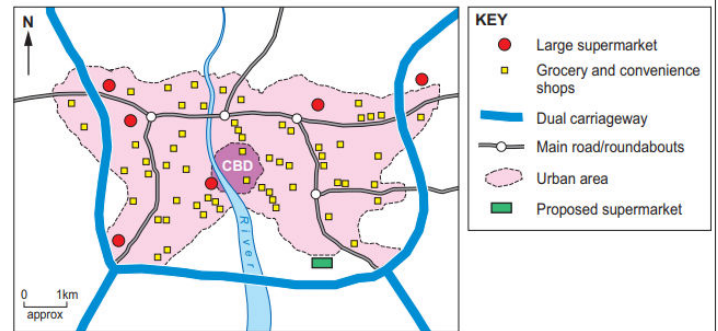 N
CBD
River
0 1km
approx
KEY
Large supermarket
Grocery and convenience
shops
Dual carriageway
Main road/roundabouts
Urban area
Proposed supermarket